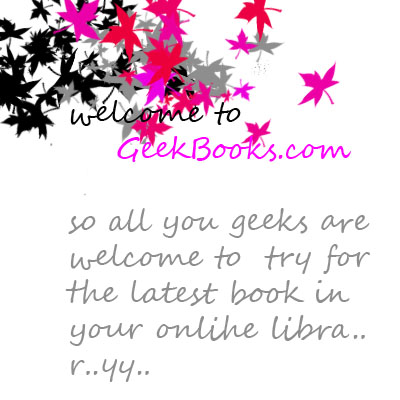 welcome to
GeekBooks.com
so all you geeks are
welcome to try for
the latest book in
your onlihe libra..
r..yy..